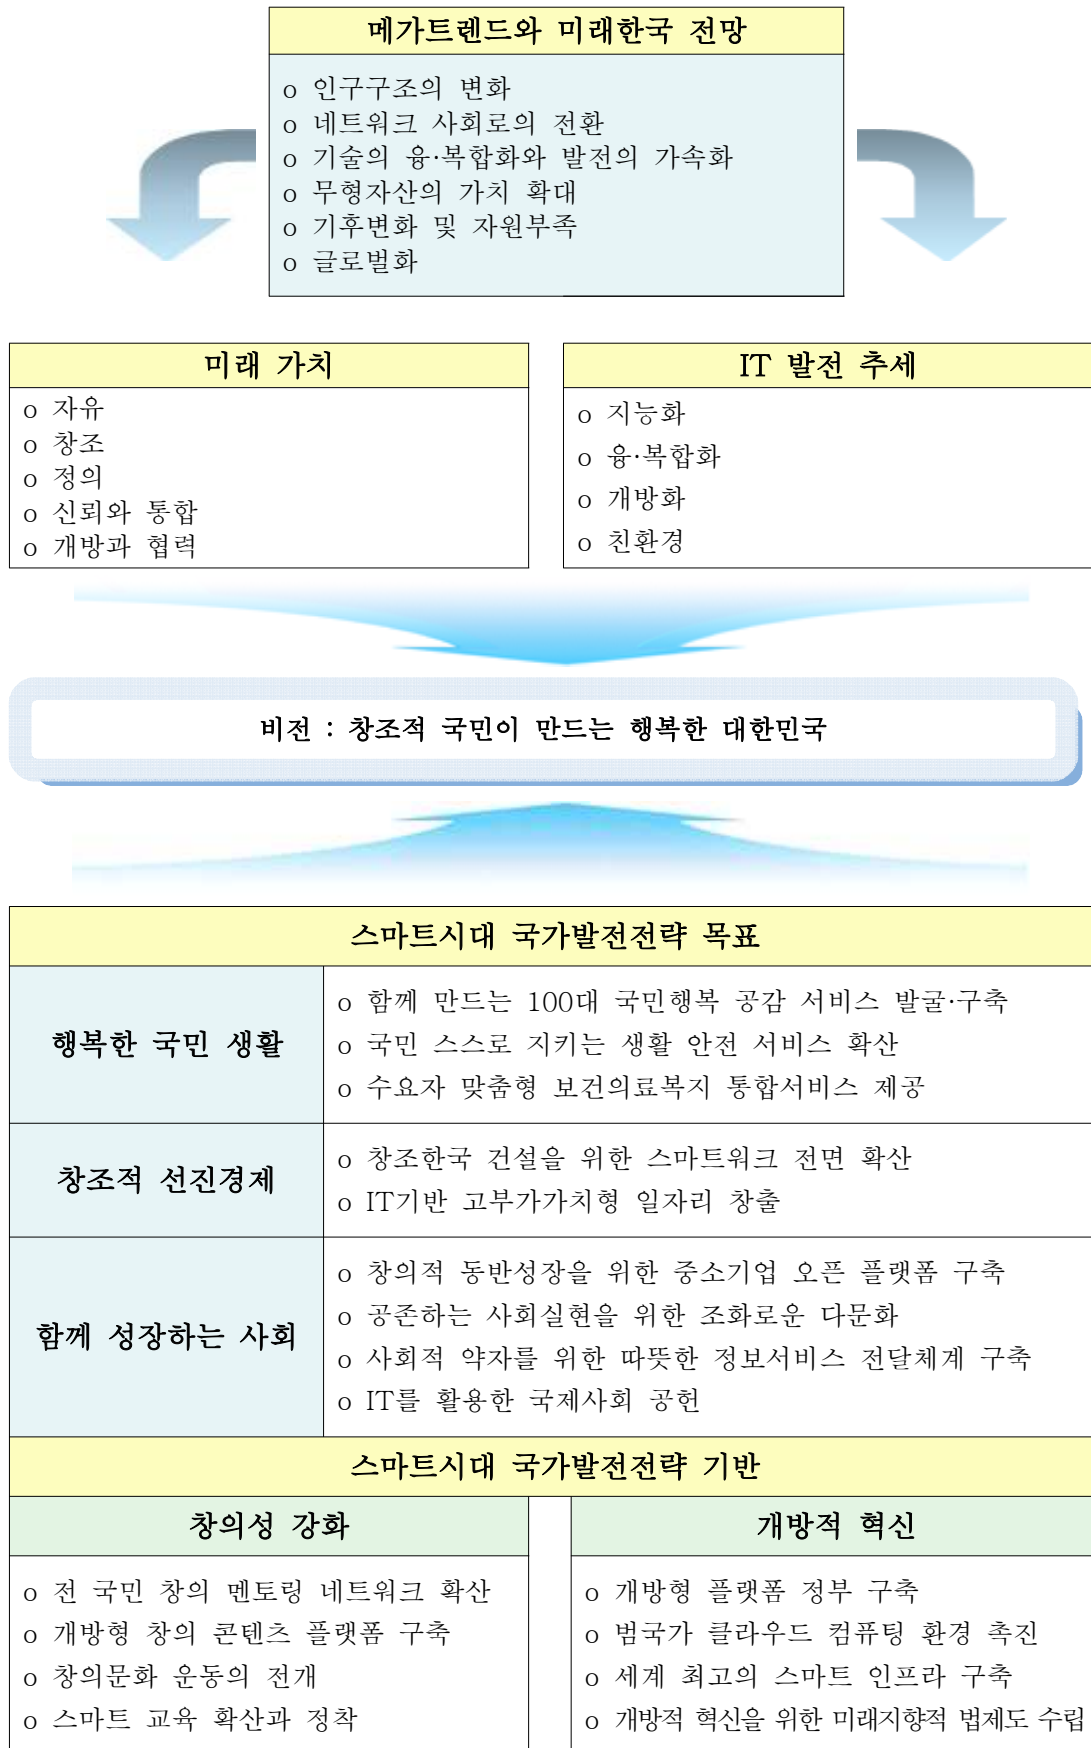 메가트렌드와 미래한국 전망
o 인구구조의 변화
o 네트워크 사회로의 전환
o 기술의 융·복합화와 발전의 가속화
o 무형자산의 가치 확대
o 기후변화 및 자원부족
o 글로벌화
미래 가치
o 자유
o 창조
o 정의
o 신뢰와 통합
o 개방과 협력
IT 발전 추세
o 지능화
o 융·복합화
o 개방화
o 친환경
비전 : 창조적 국민이 만드는 행복한 대한민국
스마트시대 국가발전전략 목표
행복한 국민 생활
o 함께 만드는 100대 국민행복 공감 서비스 발굴·구축
o 국민 스스로 지키는 생활 안전 서비스 확산
o 수요자 맞춤형 보건의료복지 통합서비스 제공
창조적 선진경제
o 창조한국 건설을 위한 스마트워크 전면 확산
o IT기반 고부가가치형 일자리 창출
함께 성장하는 사회
o 창의적 동반성장을 위한 중소기업 오픈 플랫폼 구축
o 공존하는 사회실현을 위한 조화로운 다문화
o 사회적 약자를 위한 따뜻한 정보서비스 전달체계 구축
o IT를 활용한 국제사회 공헌
스마트시대 국가발전전략 기반
창의성 강화
o 전 국민 창의 멘토링 네트워크 확산
o 개방형 창의 콘텐츠 플랫폼 구축
o 창의문화 운동의 전개
o 스마트 교육 확산과 정착
개방적 혁신
o 개방형 플랫폼 정부 구축
o 범국가 클라우드 컴퓨팅 환경 촉진
o 세계 최고의 스마트 인프라 구축
o 개방적 혁신을 위한 미래지향적 법제도 수립